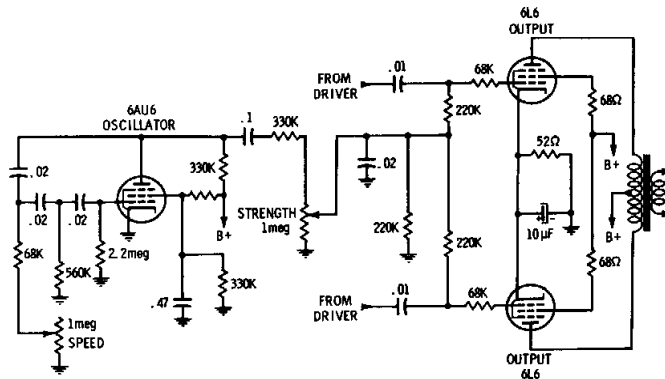 6L6
OUTPUT
.01
FROM
DRIVER
68K
6AU6
OSCILLATOR
.1
330K
220K
68Ω
.02
330K
52Ω
B+
.02
.02
.02
STRENGTH
1meg
B+
220K
B+
10µF
68K
560K
2.2meg
220K
68Ω
.47
330K
FROM
DRIVER
.01
68K
1meg
SPEED
OUTPUT
6L6